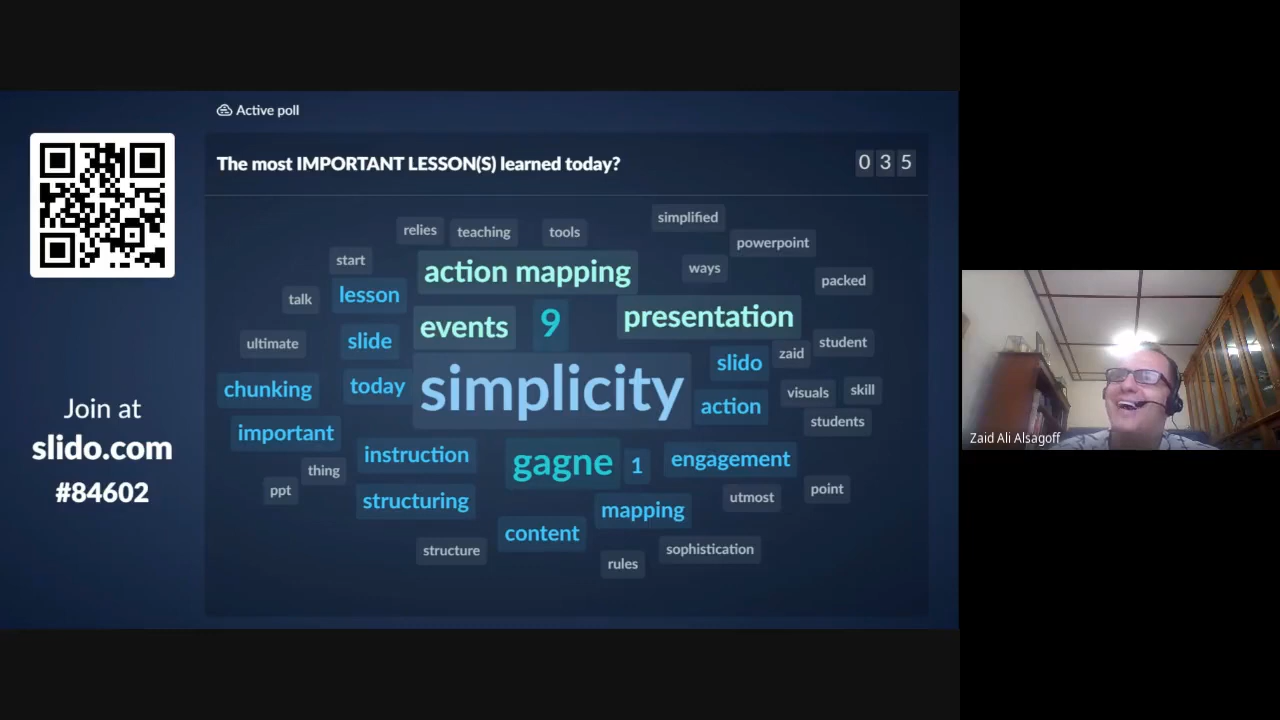 Active poll
The most IMPORTANT LESSON(S) learned today?
035
Join at
slido.com
#84602
simplified
relies
teaching
tools
powerpoint
start
action mapping
ways
packed
talk
lesson
events
9
presentation
ultimate
slide
student
zaid
slido
chunking
today
simplicity
visuals
skill
action
students
important
instruction
gagne
1
engagement
thing
ppt
structuring
mapping
utmost
point
content
structure
sophistication
rules
Zaid Ali Alsagoff